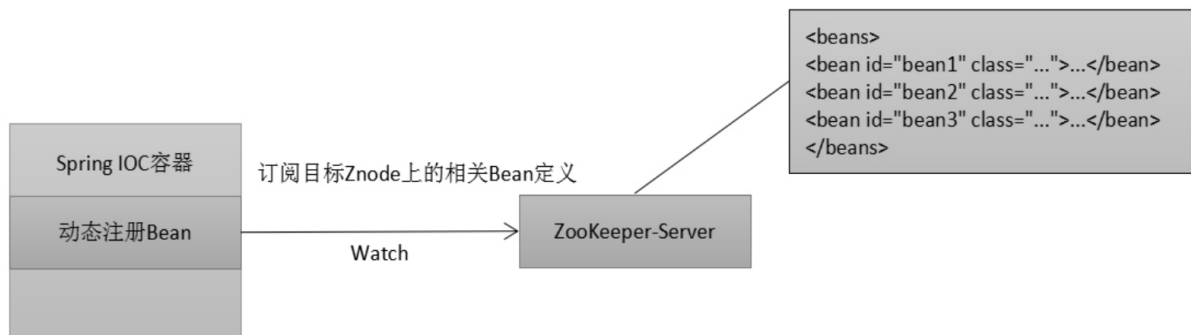 <beans>
<bean id="bean1" class="...">...</bean>
<bean id="bean2" class="...">...</bean>
<bean id="bean3" class="...">...</bean>
</beans>
Spring IOC容器
订阅目标Znode上的相关Bean定义
动态注册Bean
ZooKeeper-Server
Watch